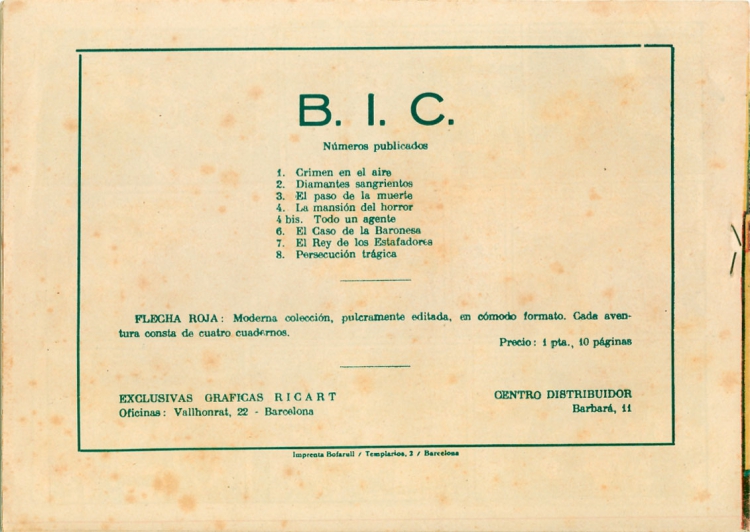 B. I. C.
Números publicados
1. Crimen en el aire
2. Diamantes sangrientos
3. El paso de la muerte
4. La mansión del horror
4 bis. Todo un agente
6. El Caso de la Baronesa
7. El Rey de los Estafadores
8. Persecución trágica
FLECHA ROJA: Moderna colección, pulcramente editada, en cómodo formato. Cada aven-
tura consta de cuatro cuadernos.
Precio: 1 pta., 10 páginas
EXCLUSIVAS GRAFICAS RICART
Oficinas: Vallhonrat, 22 - Barcelona
CENTRO DISTRIBUIDOR
Barbará, 11
Imprenta Bofarull / Templarios, 2 / Barcelona